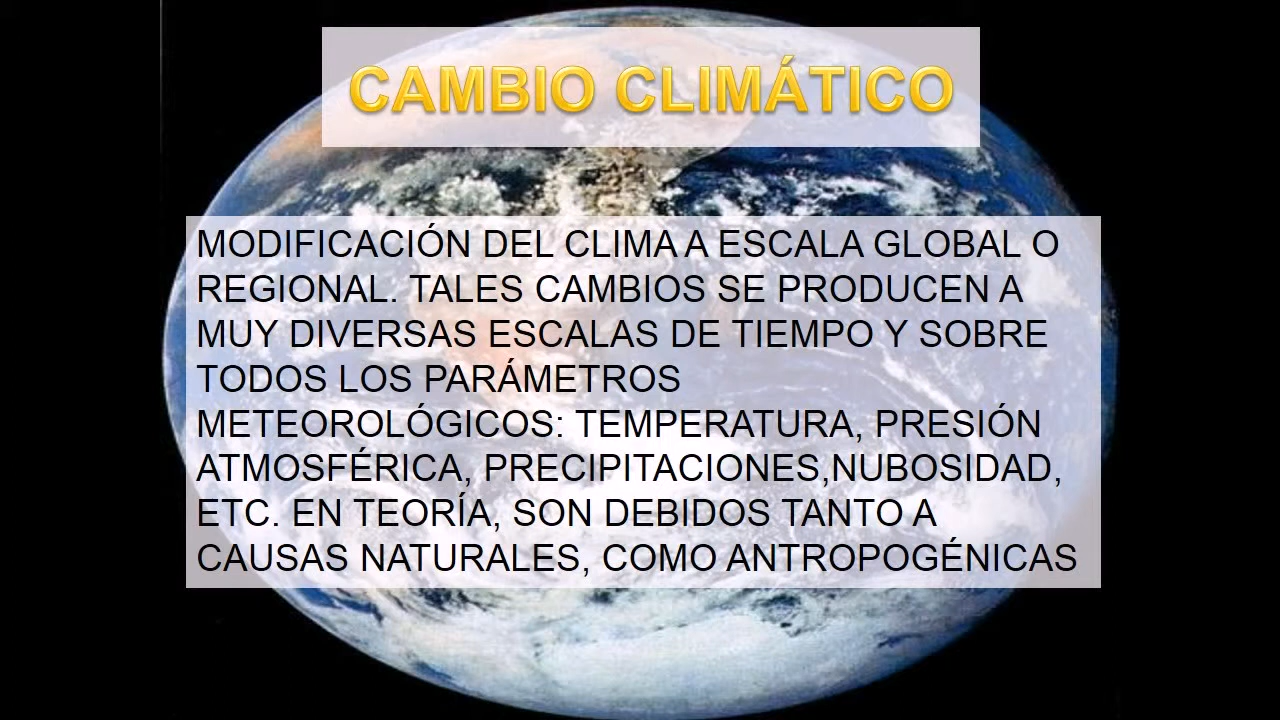 CAMBIO CLIMÁTICO
MODIFICACIÓN DEL CLIMA A ESCALA GLOBAL O
REGIONAL. TALES CAMBIOS SE PRODUCEN A
MUY DIVERSAS ESCALAS DE TIEMPO Y SOBRE
TODOS LOS PARÁMETROS
METEOROLÓGICOS: TEMPERATURA, PRESIÓN
ATMOSFÉRICA, PRECIPITACIONES,NUBOSIDAD,
ETC. EN TEORÍA, SON DEBIDOS TANTO A
CAUSAS NATURALES, COMO ANTROPOGÉNICAS